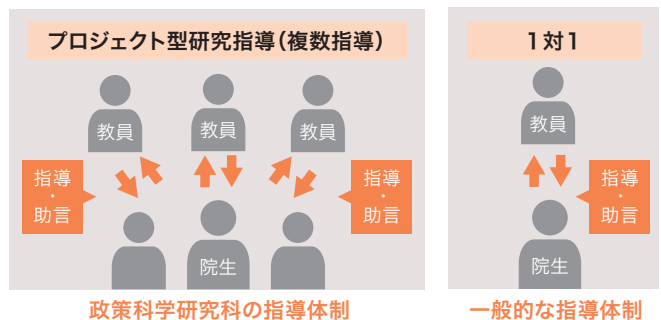 プロジェクト型研究指導（複数指導）
教員
教員
教員
指導
・
助言
指導
・
助言
院生
政策科学研究科の指導体制
1対1
教員
指導
・
助言
院生
一般的な指導体制